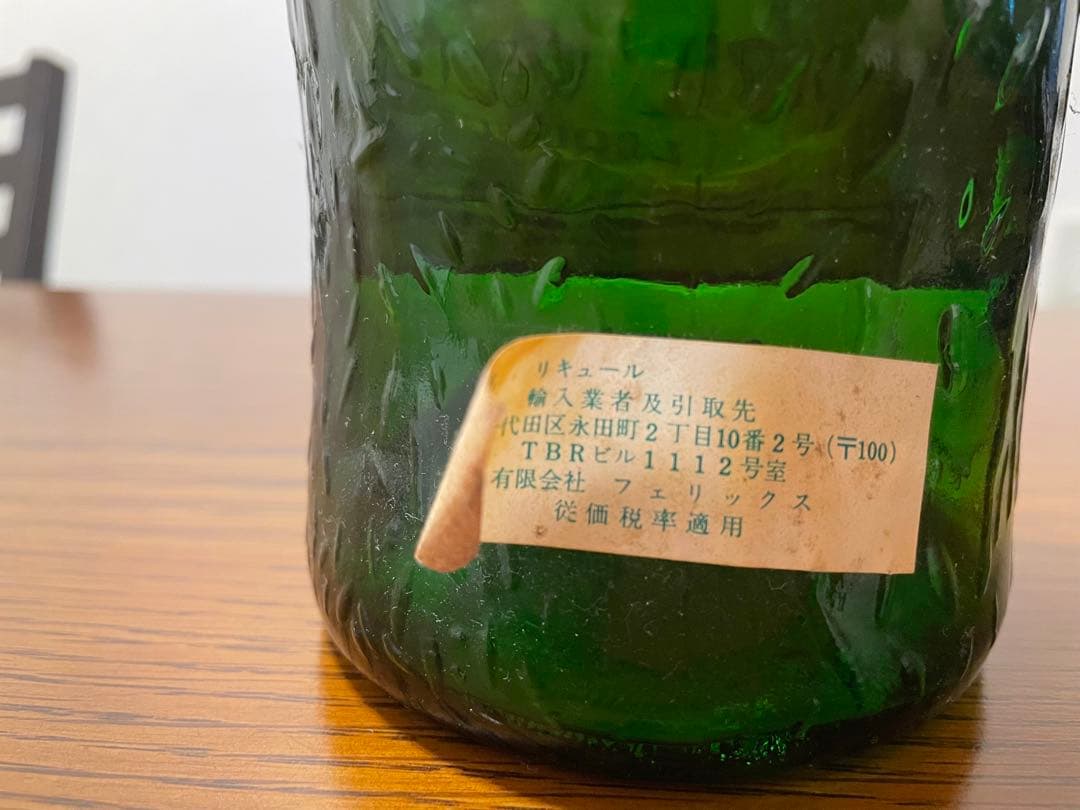 リキュール
輸入業者及引取先
代田区永田町2丁目10番2号(〒100)
TBRビル1112号室
有限会社 フェリックス
従価税率適用